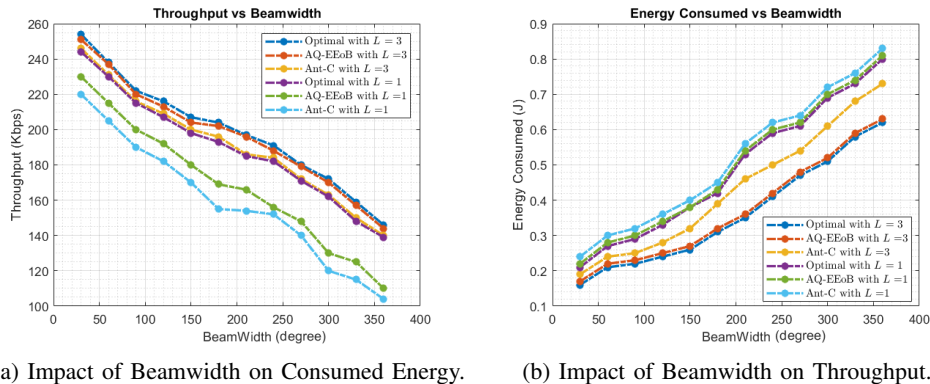 Throughput vs Beamwidth
260
240
220
200
180
160
140
120
100
Throughput (Kbps)
0
50
100
150
200
250
300
350
400
BeamWidth (degree)
Optimal with L = 3
AQ-EEoB with L =3
Ant-C with L =3
Optimal with L = 1
AQ-EEoB with L =1
Ant-C with L =1
a) Impact of Beamwidth on Consumed Energy.
Energy Consumed vs Beamwidth
0.9
0.8
0.7
0.6
0.5
0.4
0.3
0.2
0.1
Energy Consumed (J)
0
50
100
150
200
250
300
350
400
BeamWidth (degree)
Optimal with L = 3
AQ-EEoB with L =3
Ant-C with L =3
Optimal with L = 1
AQ-EEoB with L =1
Ant-C with L =1
(b) Impact of Beamwidth on Throughput.